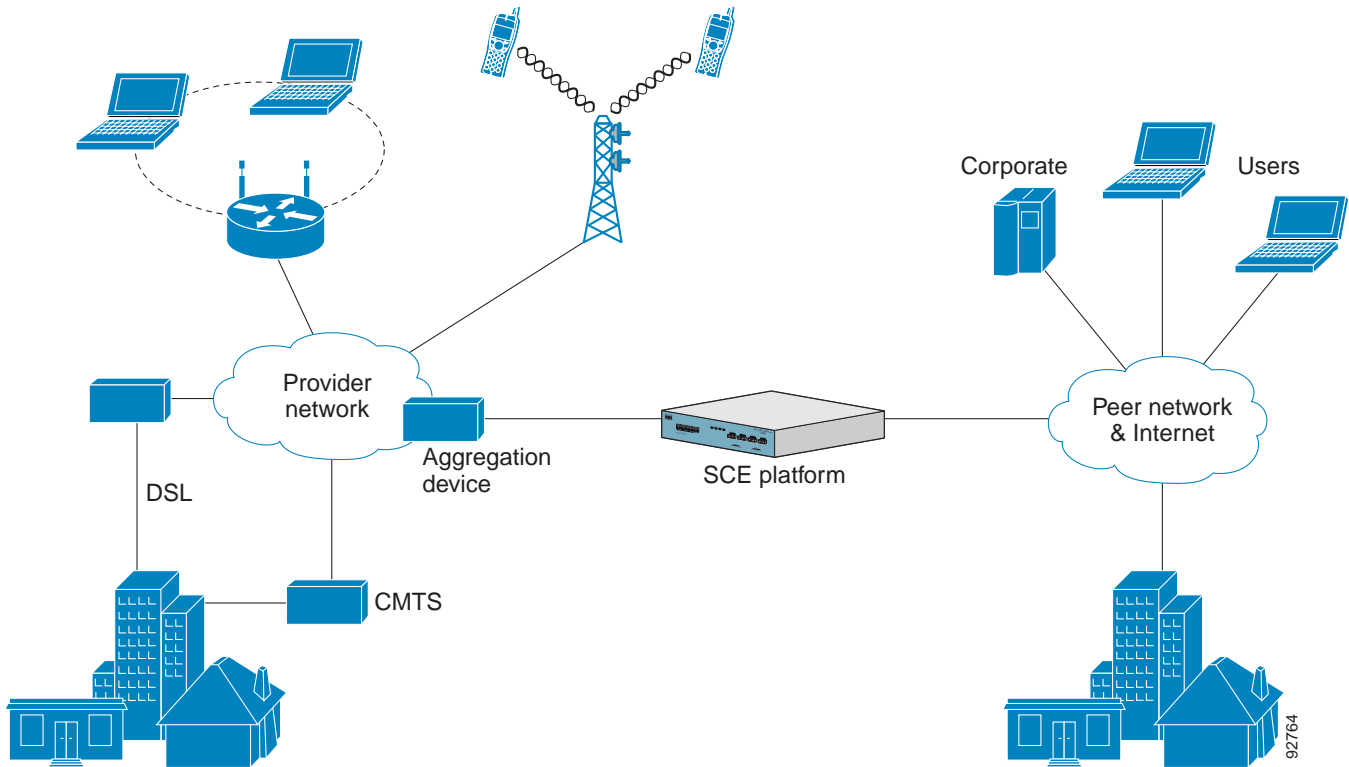 Corporate
Users
Provider
network
Peer network
& Internet
Aggregation
device
SCE platform
DSL
CMTS
92764